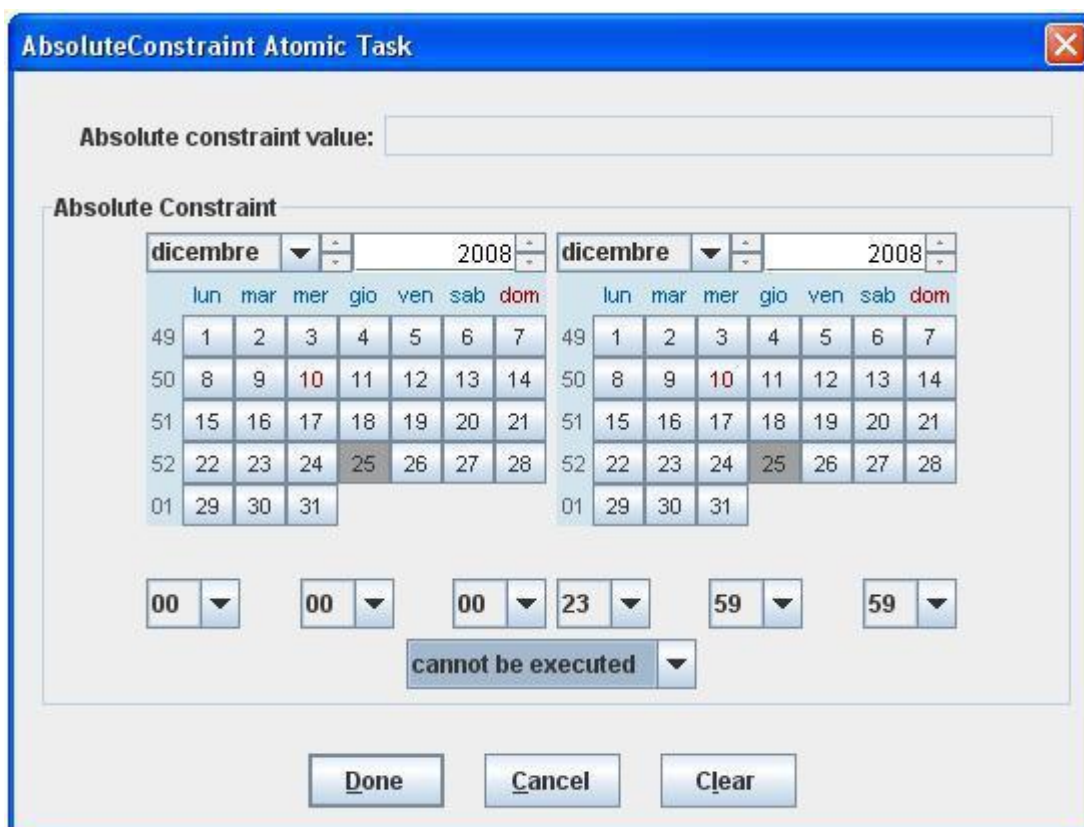 AbsoluteConstraint Atomic Task
Absolute constraint value:
Absolute Constraint
dicembre 2008 dicembre 2008
lun mar mer gio ven sab dom lun mar mer gio ven sab dom
49 1 2 3 4 5 6 7 49 1 2 3 4 5 6 7
50 8 9 10 11 12 13 14 50 8 9 10 11 12 13 14
51 15 16 17 18 19 20 21 51 15 16 17 18 19 20 21
52 22 23 24 25 26 27 28 52 22 23 24 25 26 27 28
01 29 30 31 01 29 30 31
00 00 00 23 59 59
cannot be executed
Done Cancel Clear